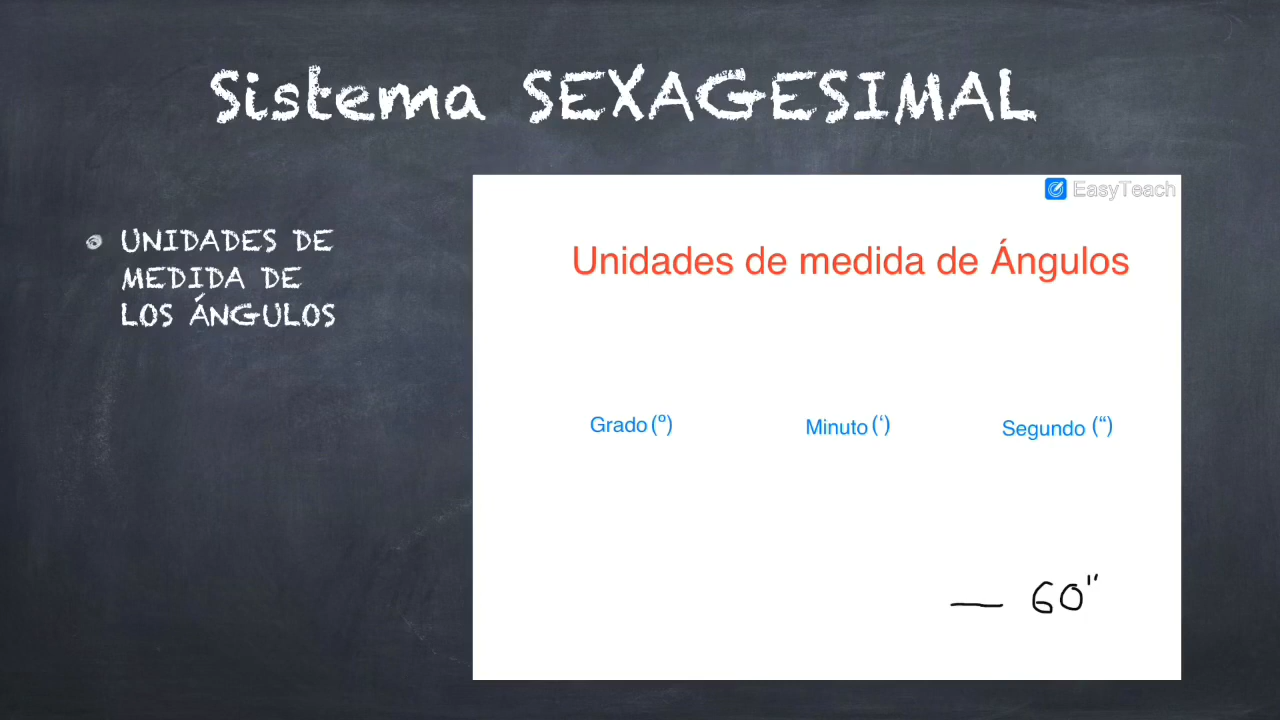 Sistema SEXAGESIMAL
UNIDADES DE
MEDIDA DE
LOS ÁNGULOS
EasyTeach
Unidades de medida de Ángulos
Grado (º) Minuto (‘) Segundo (“)
— 60"